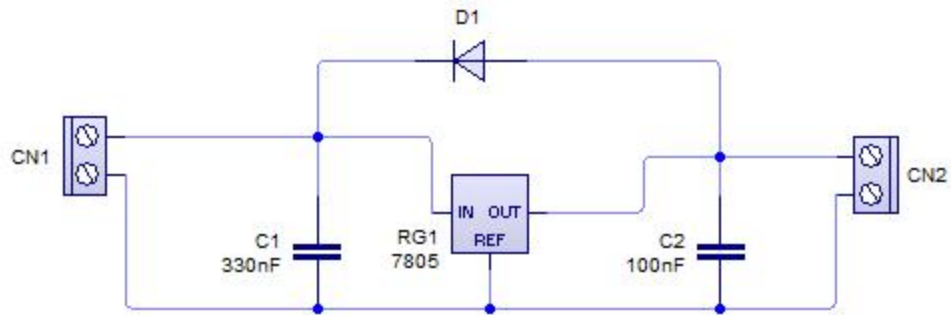 D1
CN1
CN2
IN OUT
REF
C1
330nF
RG1
7805
C2
100nF